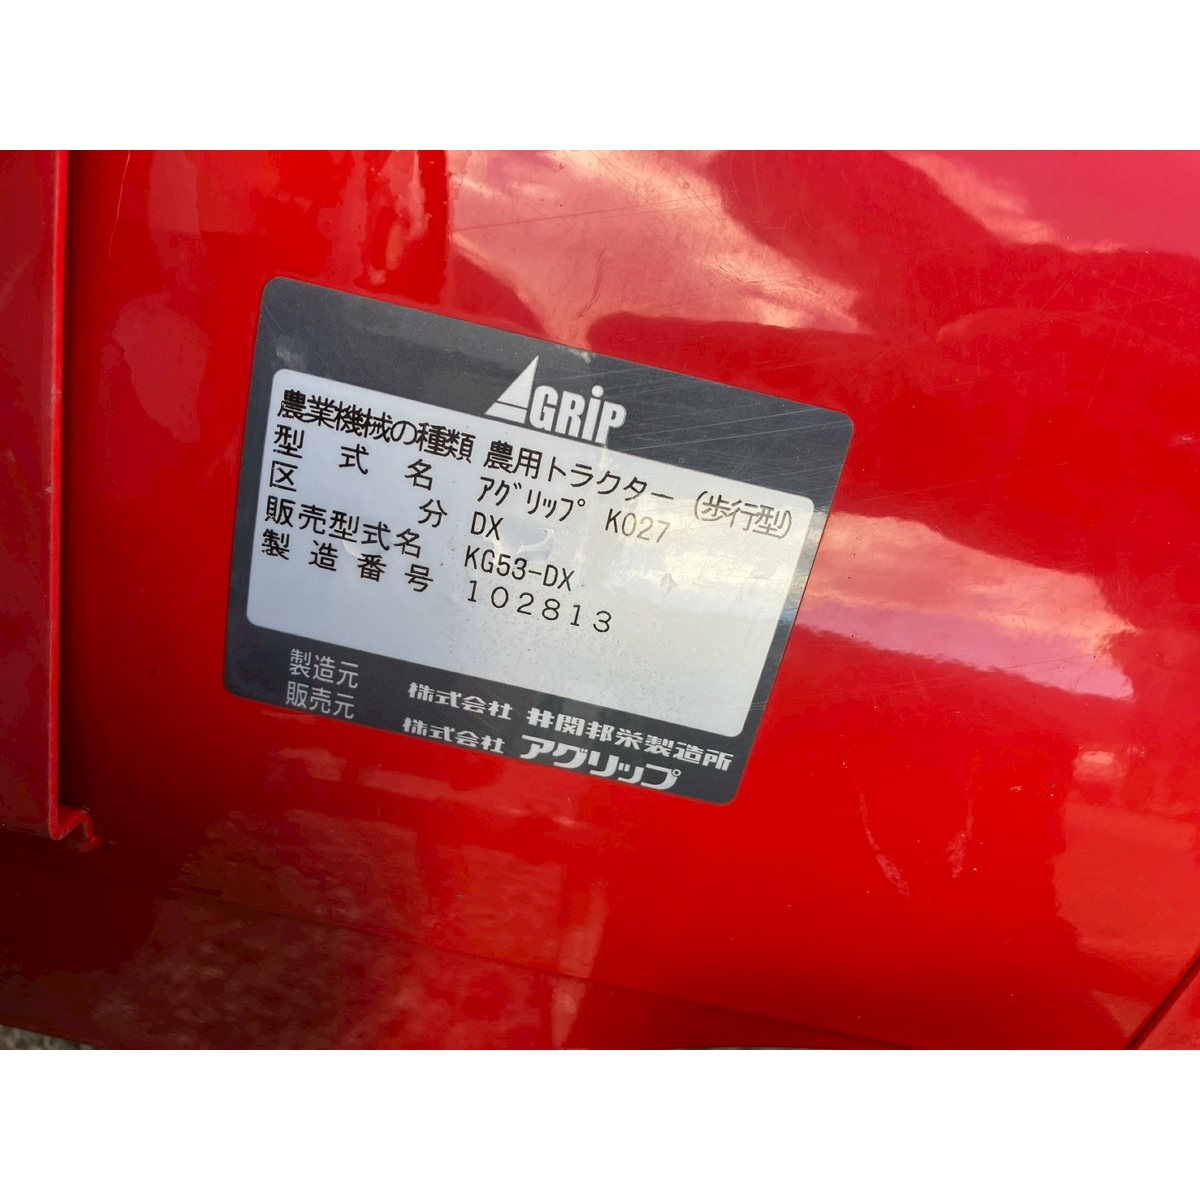 AGRiP
農業機械の種類 農用トラクター (歩行型)
型式名 アグリップ K027
区分 DX
販売型式名 KG53-DX
製造番号 102813
製造元 株式会社 井関邦栄製造所
販売元 株式会社 アグリップ